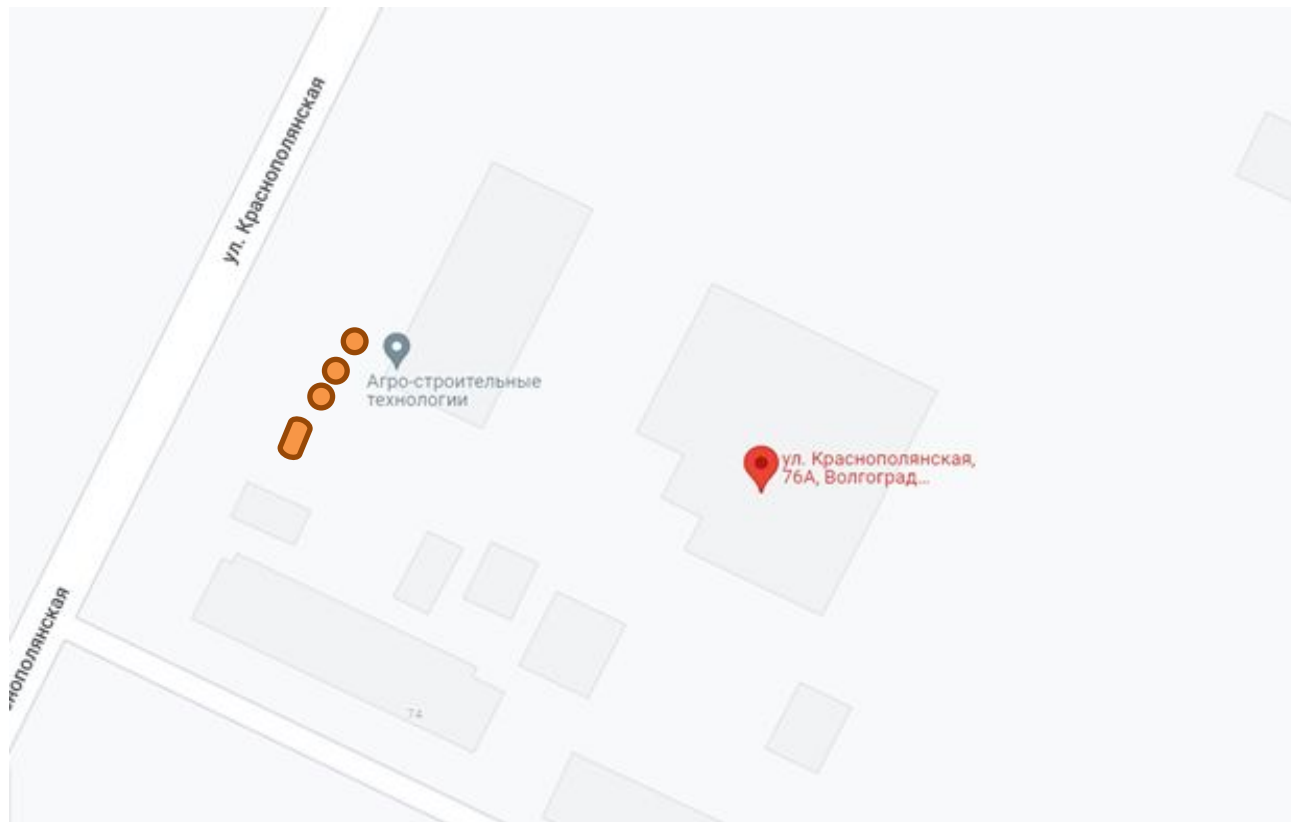 ул. Краснополянская
Агро-строительные
технологии
ул. Краснополянская,
76А, Волгоград...
нополянская
74